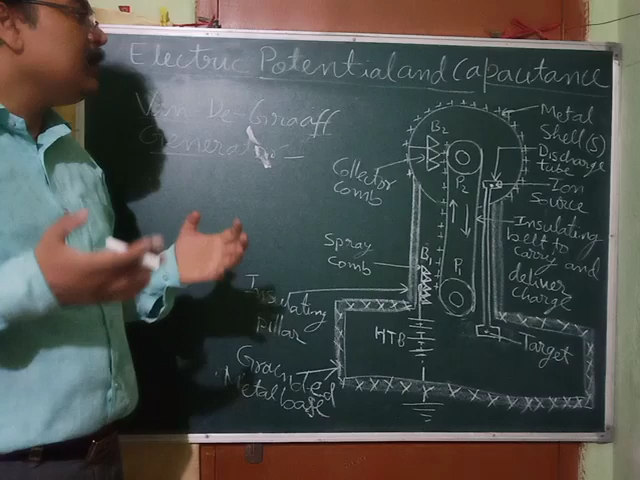 Electric Potential and Capacitance
Van De-Graaff
Generator –
Collector
comb
Spray
comb
Insulating
Pillar
Grounded
Metal base
B2
P2
B1
P1
HTB
Metal
Shell(S)
Discharge
tube
Ion
Source
Insulating
belt to
carry and
deliver
charge
Target